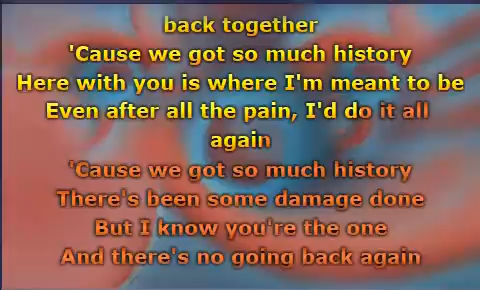 back together
'Cause we got so much history
Here with you is where I'm meant to be
Even after all the pain, I'd do it all
again
'Cause we got so much history
There's been some damage done
But I know you're the one
And there's no going back again